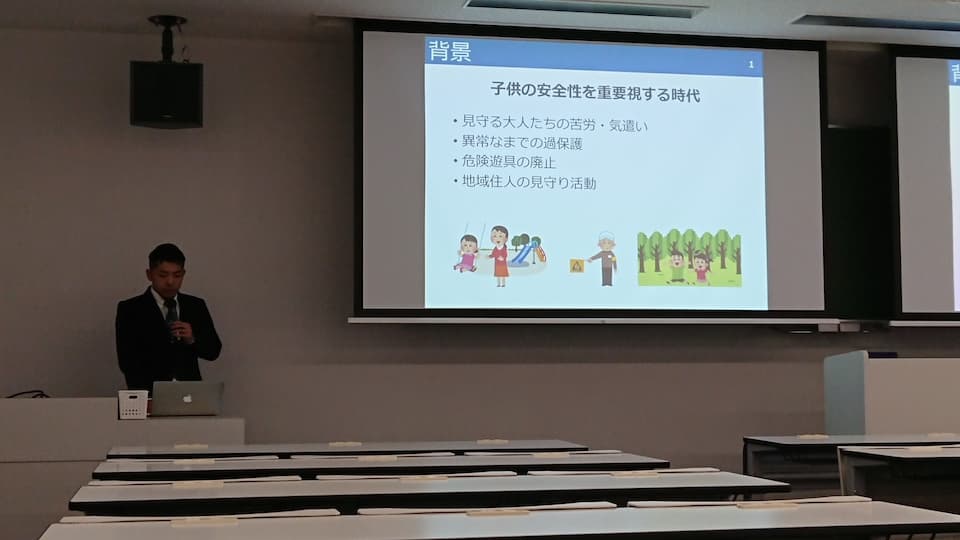 背景
1
子供の安全性を重要視する時代
・見守る大人たちの苦労・気遣い
・異常なまでの過保護
・危険遊具の廃止
・地域住人の見守り活動
背